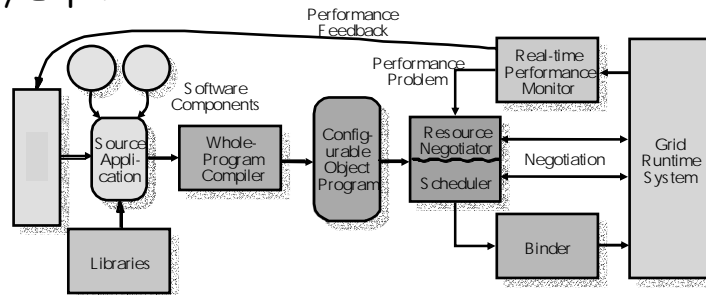 Performance
Feedback
Real-time
Performance
Monitor
Performance
Problem
Software
Components
Source
Appli-
cation
Whole-
Program
Compiler
Config-
urable
Object
Program
Resource
Negotiator
Scheduler
Negotiation
Grid
Runtime
System
Libraries
Binder